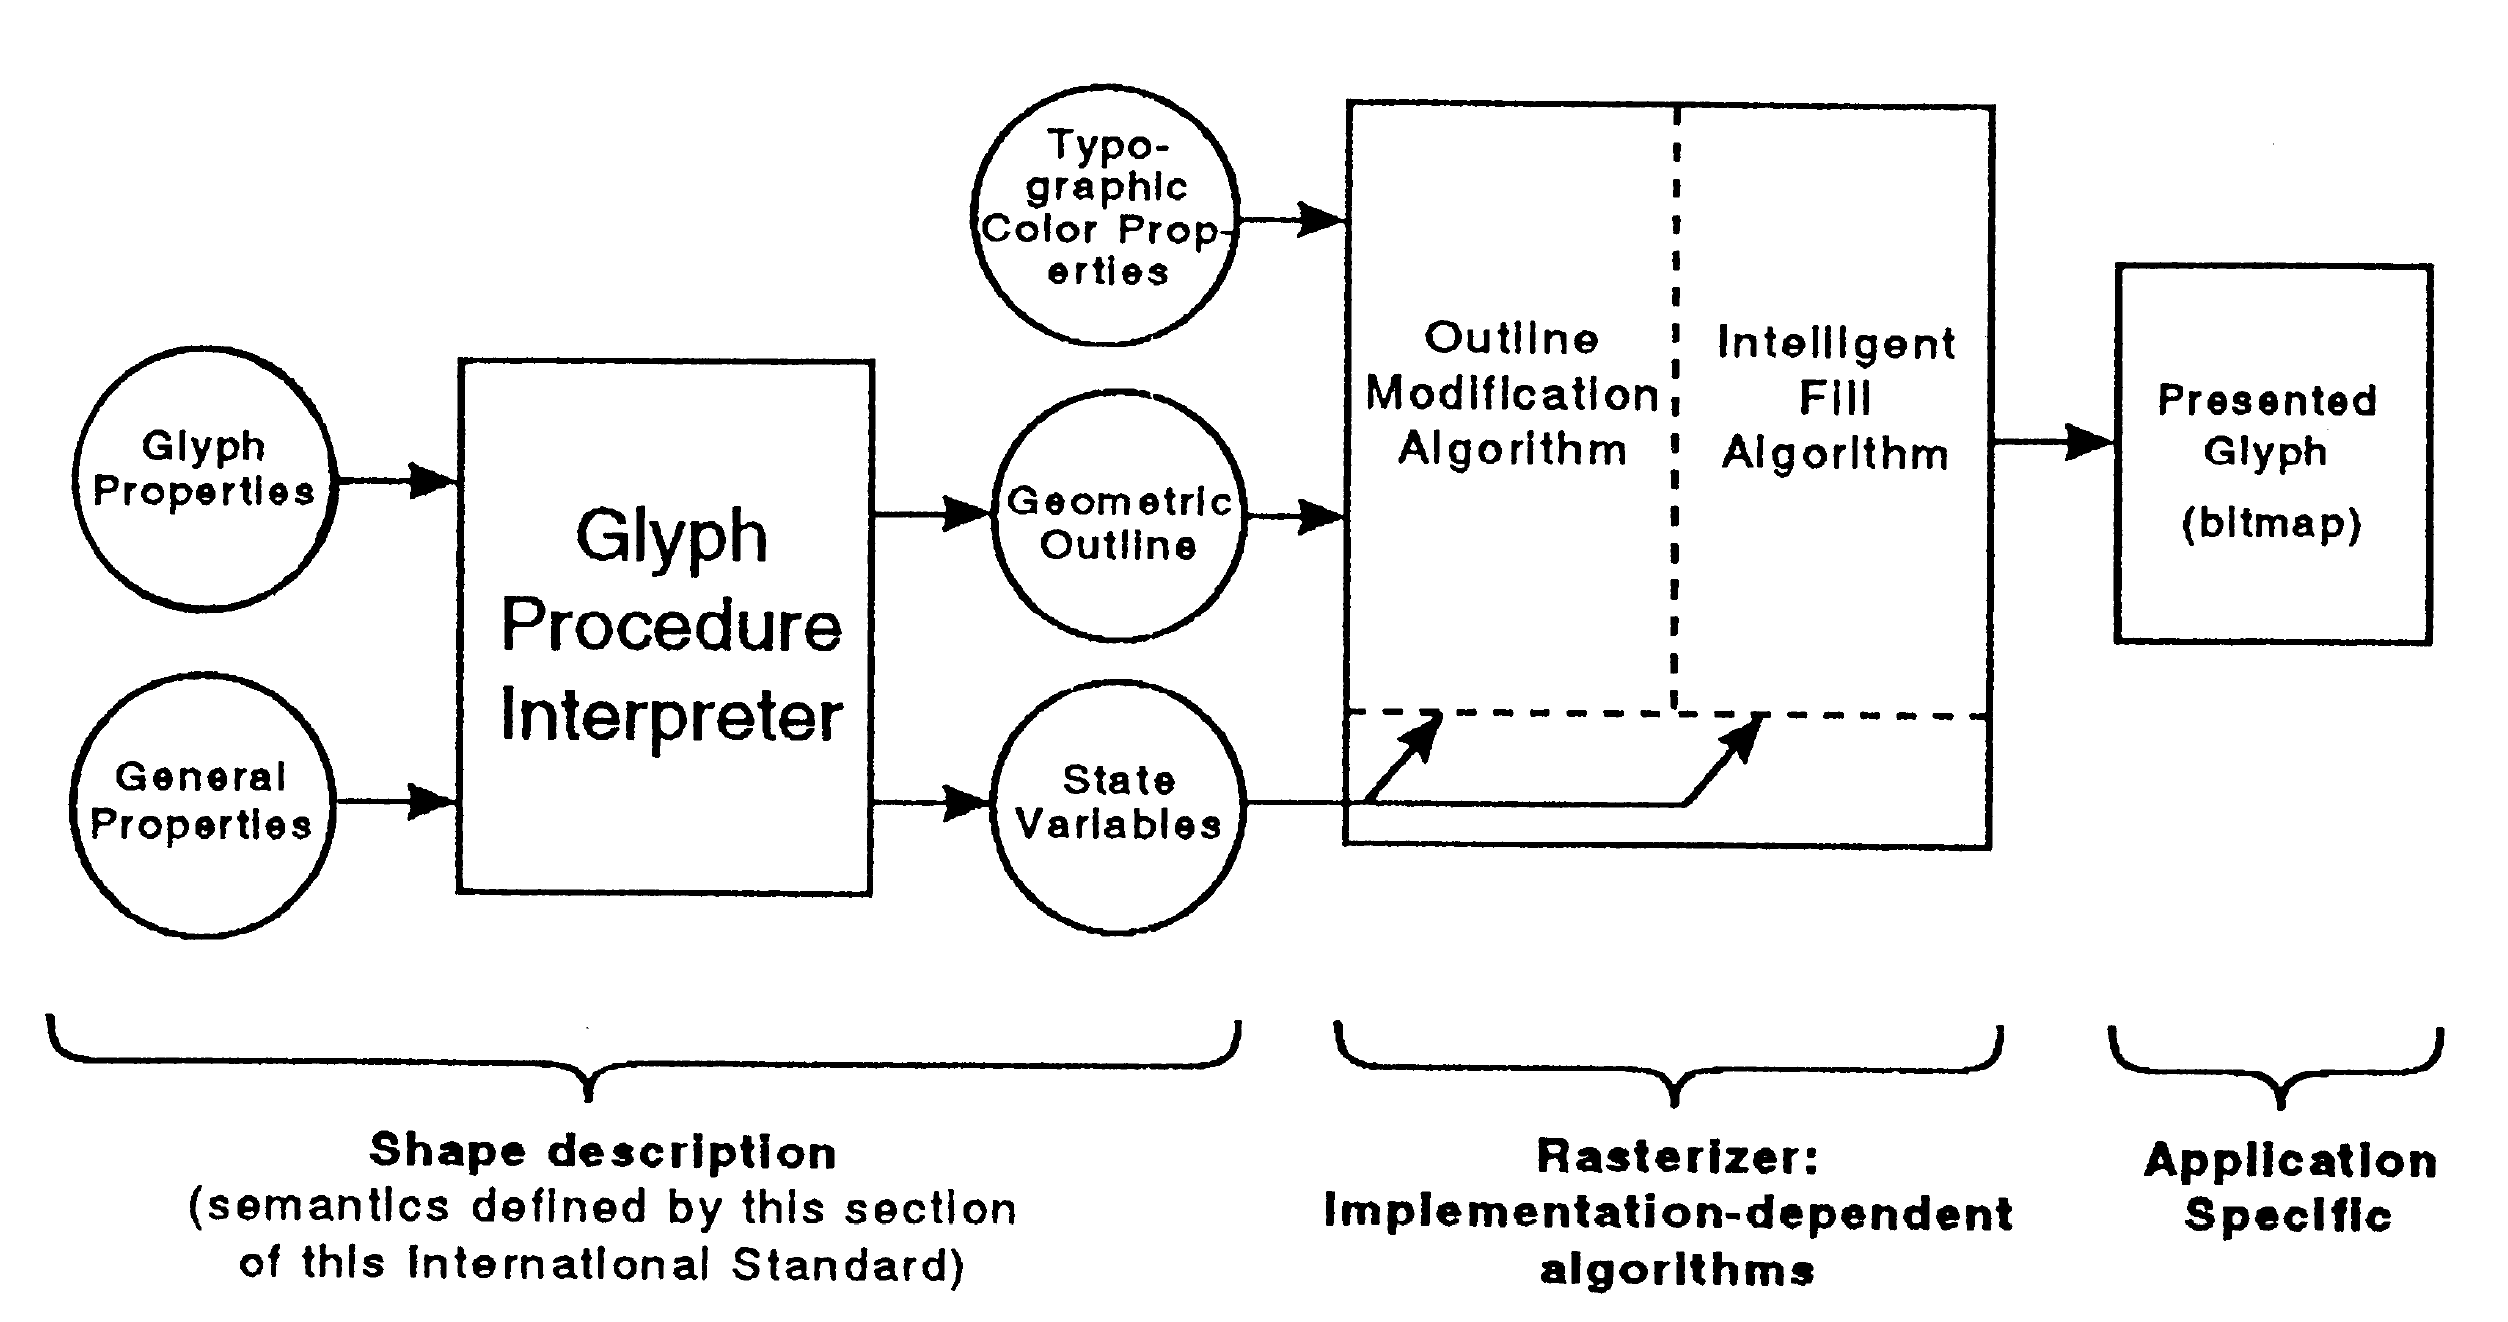 Typo-
graphic
Color Prop-
erties
Glyph
Properties
General
Properties
Glyph
Procedure
Interpreter
Geometric
Outline
State
Variables
Outline
Modification
Algorithm
Intelligent
Fill
Algorithm
Presented
Glyph
(bitmap)
Shape description
(semantics defined by this section
of this International Standard)
Rasterizer:
Implementation-dependent
algorithms
Application
Specific